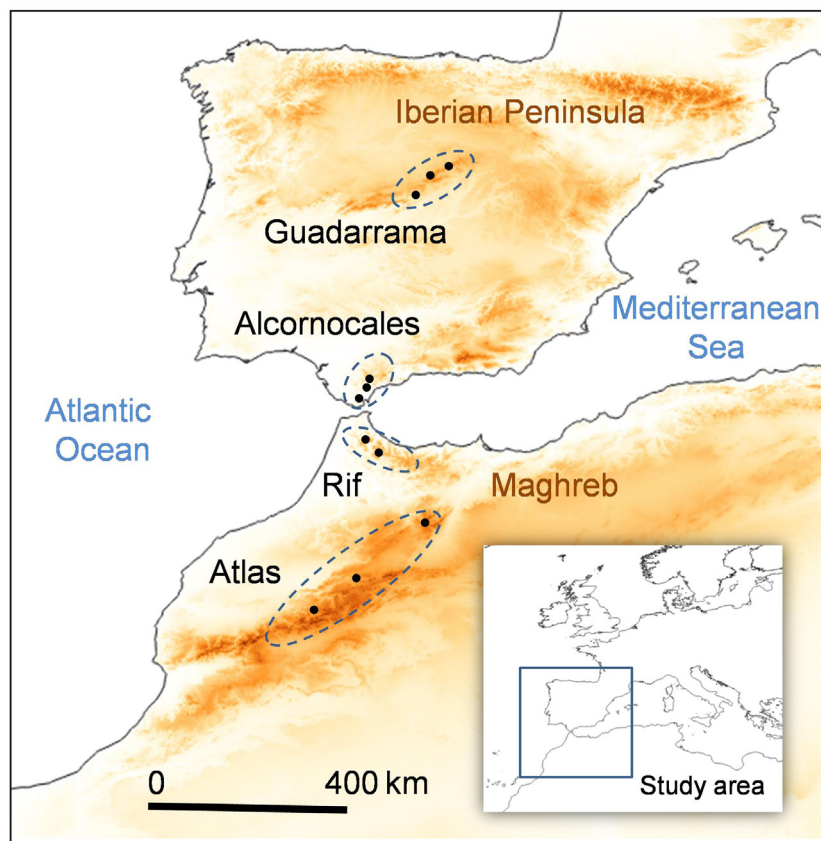 Iberian Peninsula
Guadarrama
Alcornocales
Mediterranean
Sea
Atlantic
Ocean
Rif
Maghreb
Atlas
0
400 km
Study area